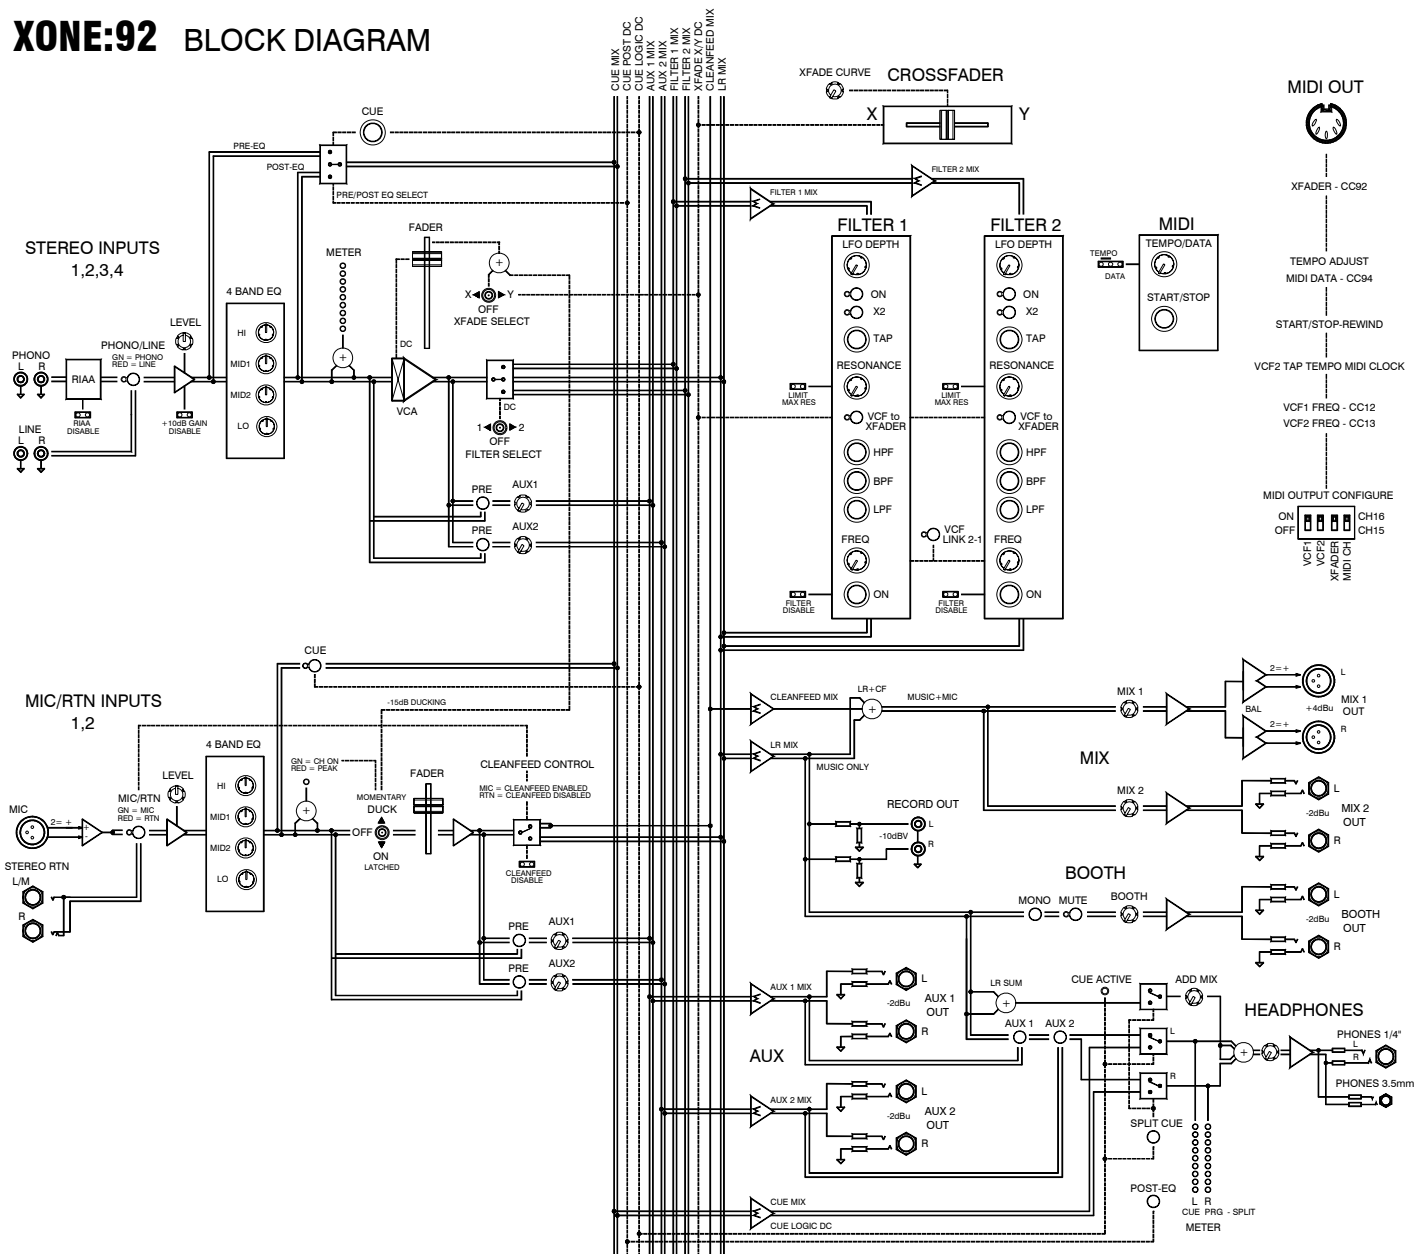 XONE:92 BLOCK DIAGRAM
CUE MIX
CUE POST DC
CUE LOGIC DC
AUX 1 MIX
AUX 2 MIX
FILTER 1 MIX
FILTER 2 MIX
XFADE X/Y DC
CLEANFEED MIX
LR MIX
XFADE CURVE
CROSSFADER
X
Y
MIDI OUT
XFADER - CC92
TEMPO ADJUST
MIDI DATA - CC94
START/STOP-REWIND
VCF2 TAP TEMPO MIDI CLOCK
VCF1 FREQ - CC12
VCF2 FREQ - CC13
MIDI OUTPUT CONFIGURE
ON
OFF
CH16
CH15
VCF1
VCF2
XFADER
MIDI CH
CUE
PRE-EQ
POST-EQ
PRE/POST EQ SELECT
STEREO INPUTS
1,2,3,4
PHONO
L R
RIAA
RIAA
DISABLE
LINE
L R
PHONO/LINE
GN = PHONO
RED = LINE
LEVEL
+10dB GAIN
DISABLE
4 BAND EQ
HI
MID1
MID2
LO
METER
+
FADER
DC
VCA
+
X Y
OFF
XFADE SELECT
DC
1 2
OFF
FILTER SELECT
PRE
AUX1
PRE
AUX2
FILTER 1 MIX
FILTER 2 MIX
FILTER 1
LFO DEPTH
ON
X2
TAP
RESONANCE
LIMIT
MAX RES
VCF to
XFADER
HPF
BPF
LPF
FREQ
ON
FILTER
DISABLE
VCF
LINK 2-1
FILTER 2
LFO DEPTH
ON
X2
TAP
RESONANCE
LIMIT
MAX RES
VCF to
XFADER
HPF
BPF
LPF
FREQ
ON
FILTER
DISABLE
MIDI
TEMPO/DATA
START/STOP
TEMPO
DATA
CUE
MIC/RTN INPUTS
1,2
MIC
2= +
+
-
STEREO RTN
L/M
R
MIC/RTN
GN = MIC
RED = RTN
LEVEL
4 BAND EQ
HI
MID1
MID2
LO
GN = CH ON
RED = PEAK
+
-15dB DUCKING
MOMENTARY
DUCK
OFF
ON
LATCHED
FADER
CLEANFEED CONTROL
MIC = CLEANFEED ENABLED
RTN = CLEANFEED DISABLED
CLEANFEED
DISABLE
PRE
AUX1
PRE
AUX2
CLEANFEED MIX
LR MIX
LR+CF
+
MUSIC+MIC
MUSIC ONLY
MIX 1
BAL
2=+
2=+
L
R
+4dBu
MIX 1
OUT
MIX
MIX 2
L
R
-2dBu
MIX 2
OUT
RECORD OUT
L
R
-10dBV
BOOTH
MONO
MUTE
BOOTH
L
R
-2dBu
BOOTH
OUT
AUX 1 MIX
L
R
-2dBu
AUX 1
OUT
AUX
AUX 2 MIX
L
R
-2dBu
AUX 2
OUT
LR SUM
+
AUX 1
AUX 2
CUE ACTIVE
ADD MIX
L
R
+
HEADPHONES
PHONES 1/4"
L
R
PHONES 3.5mm
SPLIT CUE
POST-EQ
L R
CUE PRG - SPLIT
METER
CUE MIX
CUE LOGIC DC